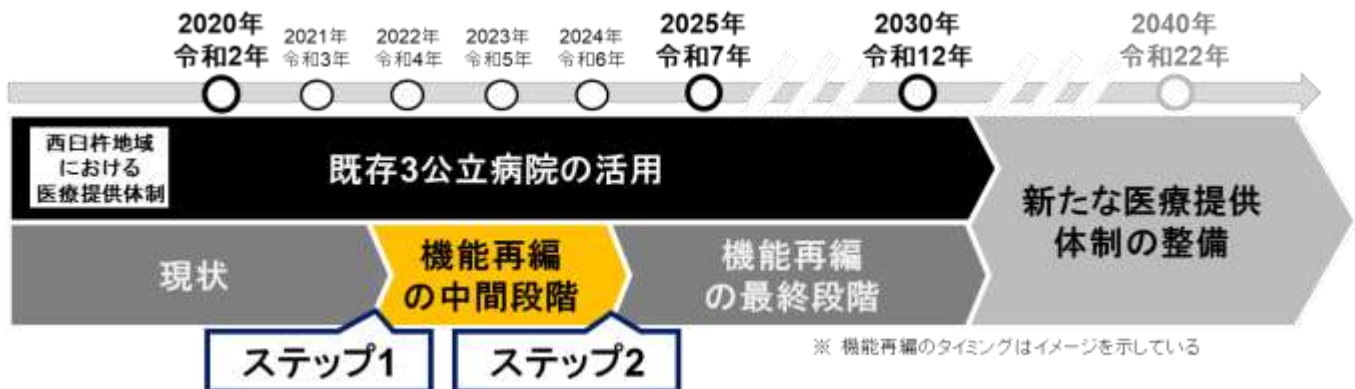 2020年
令和2年
2021年
令和3年
2022年
令和4年
2023年
令和5年
2024年
令和6年
2025年
令和7年
2030年
令和12年
2040年
令和22年
西臼杵地域
における
医療提供体制
既存3公立病院の活用
新たな医療提供
体制の整備
現状
機能再編
の中間段階
機能再編
の最終段階
ステップ1
ステップ2
※ 機能再編のタイミングはイメージを示している